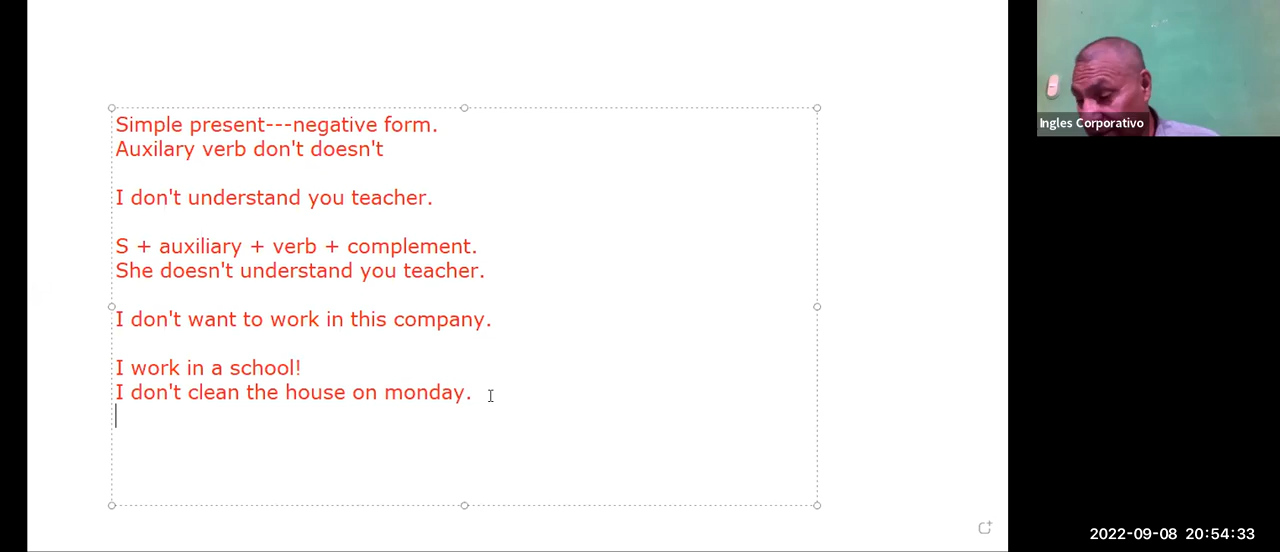 Simple present---negative form.
Auxilary verb don't doesn't
I don't understand you teacher.
S + auxiliary + verb + complement.
She doesn't understand you teacher.
I don't want to work in this company.
I work in a school!
I don't clean the house on monday.
Ingles Corporativo
2022-09-08 20:54:33